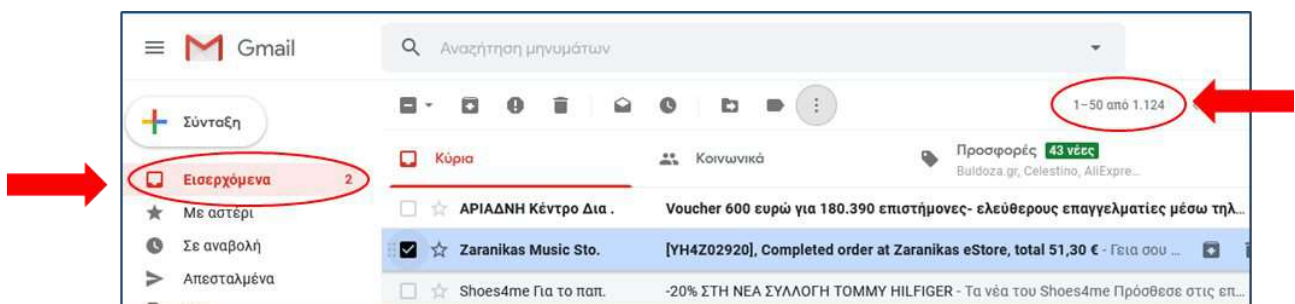 Gmail
Αναζήτηση μηνυμάτων
Σύνταξη
1–50 από 1.124
Εισερχόμενα 2
Με αστέρι
Σε αναβολή
Απεσταλμένα
Κύρια
Κοινωνικά
Προσφορές 43 νέες
Buldoza.gr, Celestino, AliExpre...
ΑΡΙΑΔΝΗ Κέντρο Δια . Voucher 600 ευρώ για 180.390 επιστήμονες- ελεύθερους επαγγελματίες μέσω τηλ...
Zaranikas Music Sto. [YH4Z02920], Completed order at Zaranikas eStore, total 51,30 € - Γεια σου ...
Shoes4me Για το παπ. -20% ΣΤΗ ΝΕΑ ΣΥΛΛΟΓΗ TOMMY HILFIGER - Τα νέα του Shoes4me Πρόσθεσε στις επ...